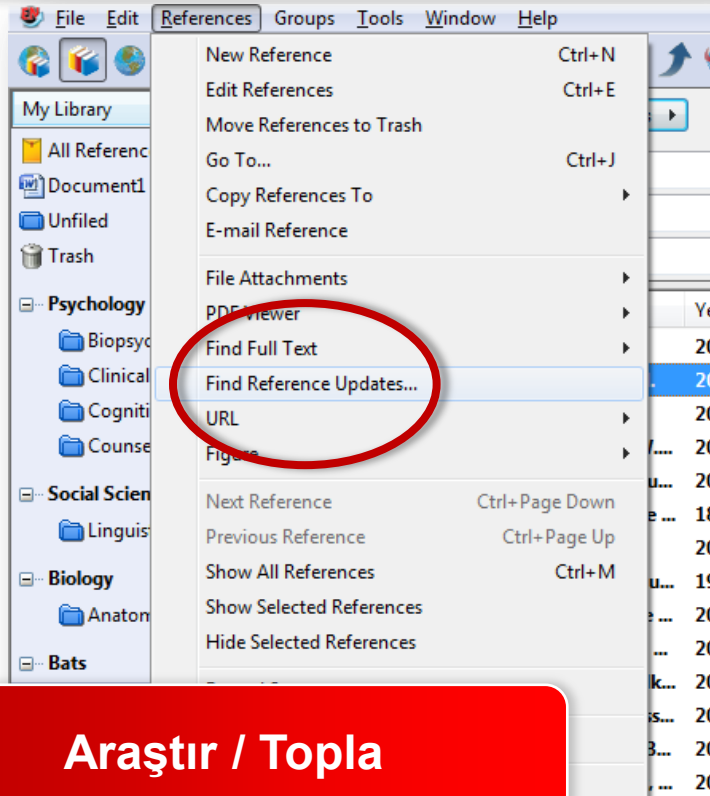 File Edit References Groups Tools Window Help
New Reference Ctrl+N
My Library
Edit References Ctrl+E
Move References to Trash
All Referenc
Go To... Ctrl+J
Document1
Copy References To
Unfiled
E-mail Reference
Trash
File Attachments
Psychology
PDF Viewer
Biopsyc
Find Full Text
Clinical
Find Reference Updates...
Cogniti
URL
Counse
Figure
Social Scien
Next Reference Ctrl+Page Down
Linguis
Previous Reference Ctrl+Page Up
Biology
Show All References Ctrl+M
Anatom
Show Selected References
Hide Selected References
Bats
Araştır / Topla